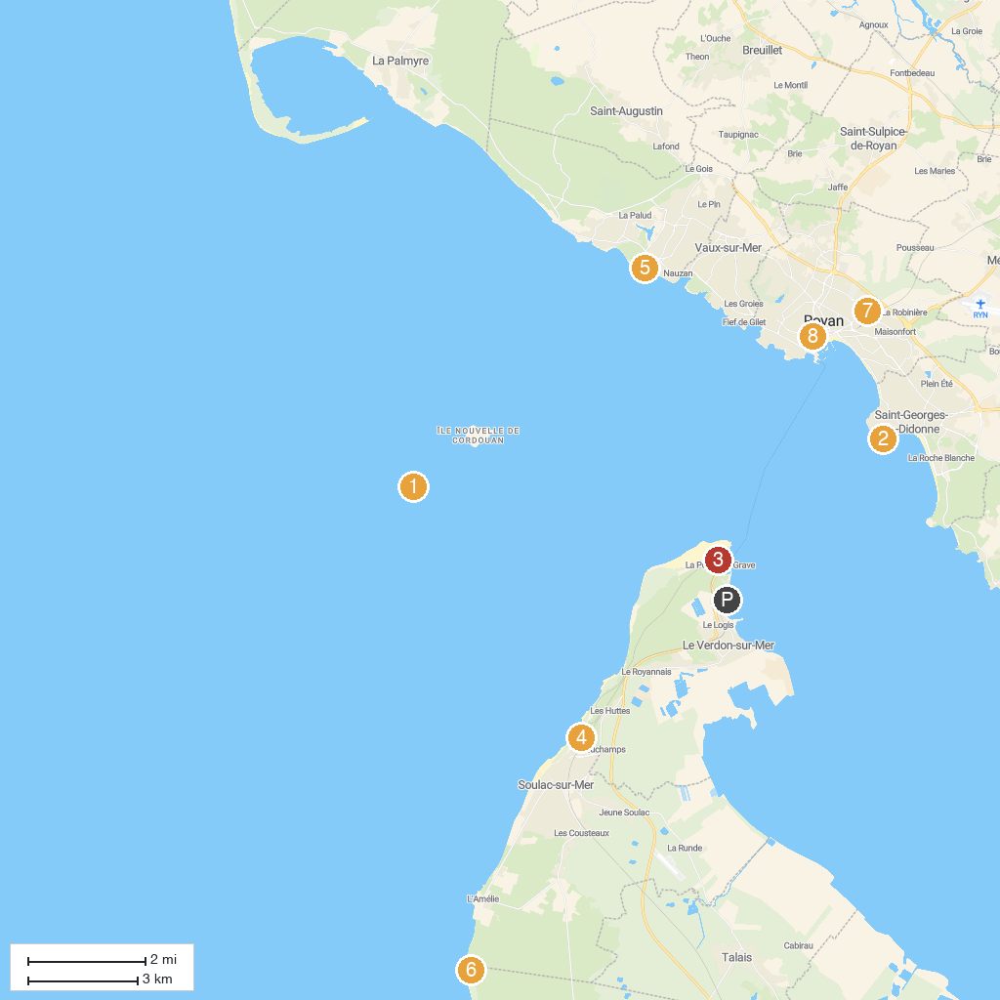 La Palmyre
L'Ouche
Agnoux
La Groie
Breuillet
Theon
Fontbedeau
Le Montil
Saint-Augustin
Taupignac
Saint-Sulpice-
de-Royan
Lafond
Brie
Brie
Le Gois
Les Maries
Jaffe
Le Pin
La Palud
Vaux-sur-Mer
Pousseau
5
Nauzan
Les Groies
7
La Robinière
RYN
Fief de Gilet
Royan
8
Maisonfort
Plein Été
Saint-Georges-
-Didonne
2
La Roche Blanche
ÎLE NOUVELLE DE
CORDOUAN
1
3
Grave
P
Le Logis
Le Verdon-sur-Mer
Le Royannais
Les Huttes
4
Soulac-sur-Mer
Jeune Soulac
Les Cousteaux
La Runde
L'Amélie
Cabirau
Talais
6
2 mi
3 km